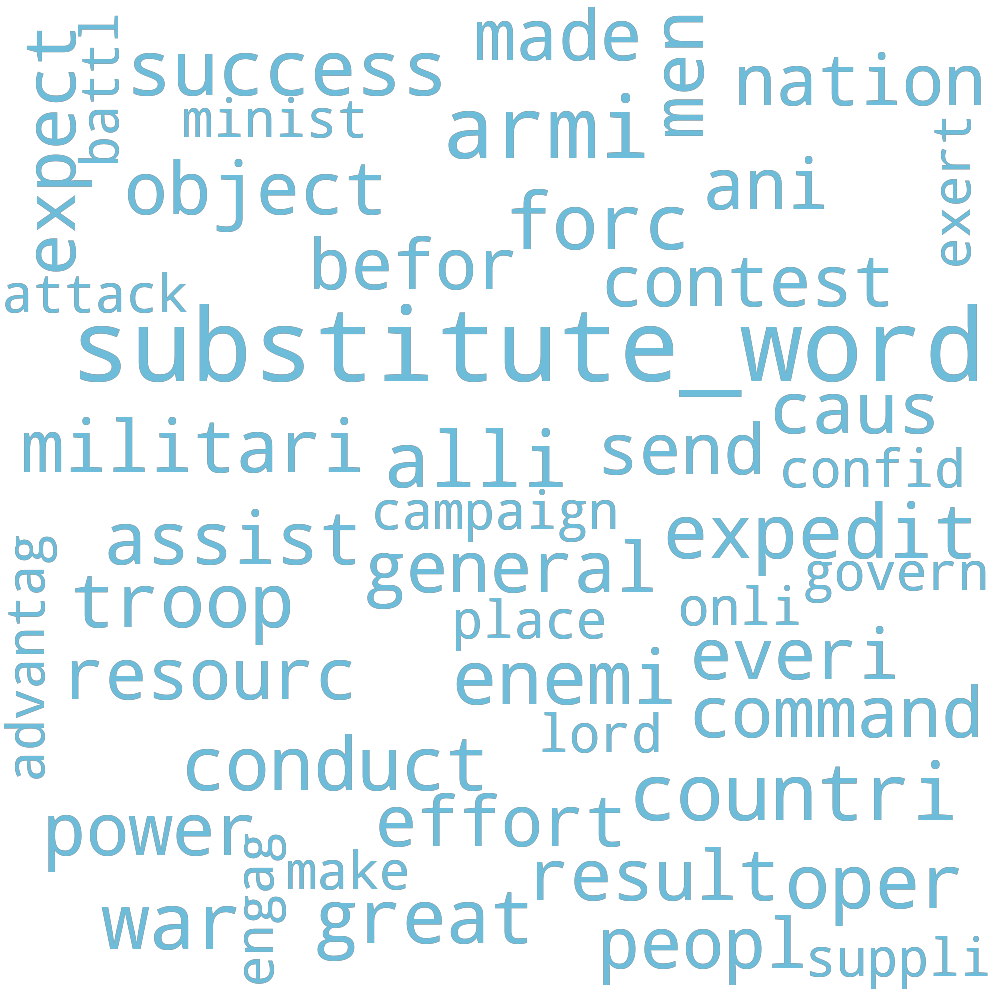 made
men
expect
battl
success
nation
minist
armi
exert
object
ani
forc
befor
contest
attack
substitute_word
caus
militari
alli
send
confid
campaign
assist
expedit
general
govern
advantag
troop
onli
place
everi
resourc
enemi
command
lord
conduct
countri
power
effort
engag
make
result
oper
war
great
peopl
suppli